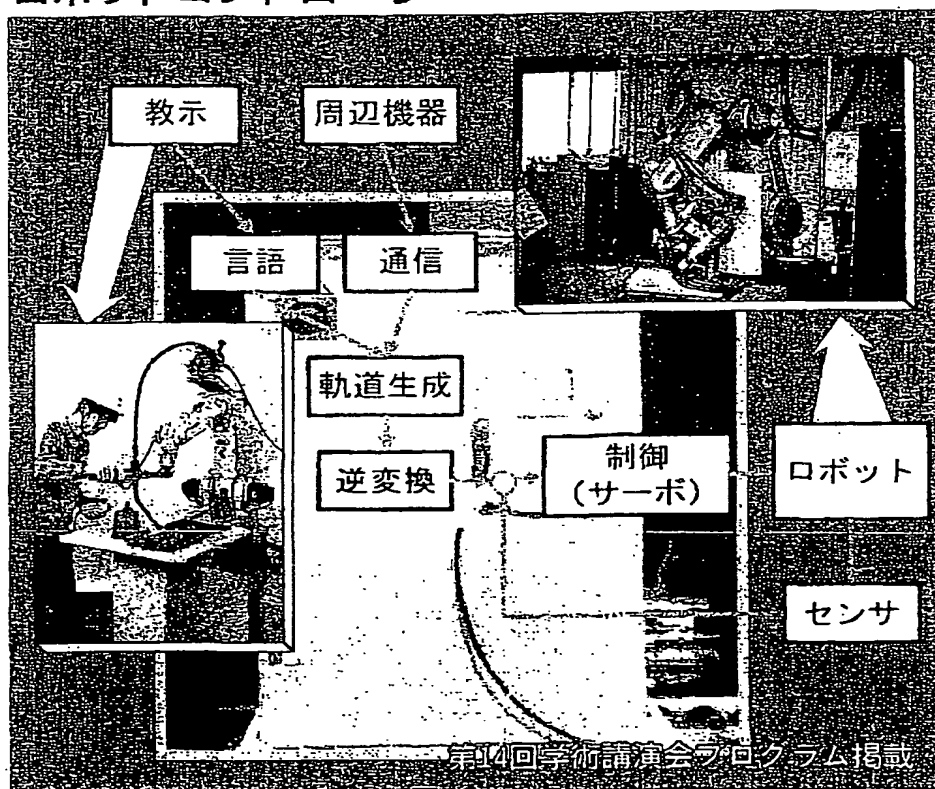 教示
周辺機器
言語
通信
軌道生成
逆変換
制御
(サーボ)
ロボット
センサ
第14回学術講演会プログラム掲載